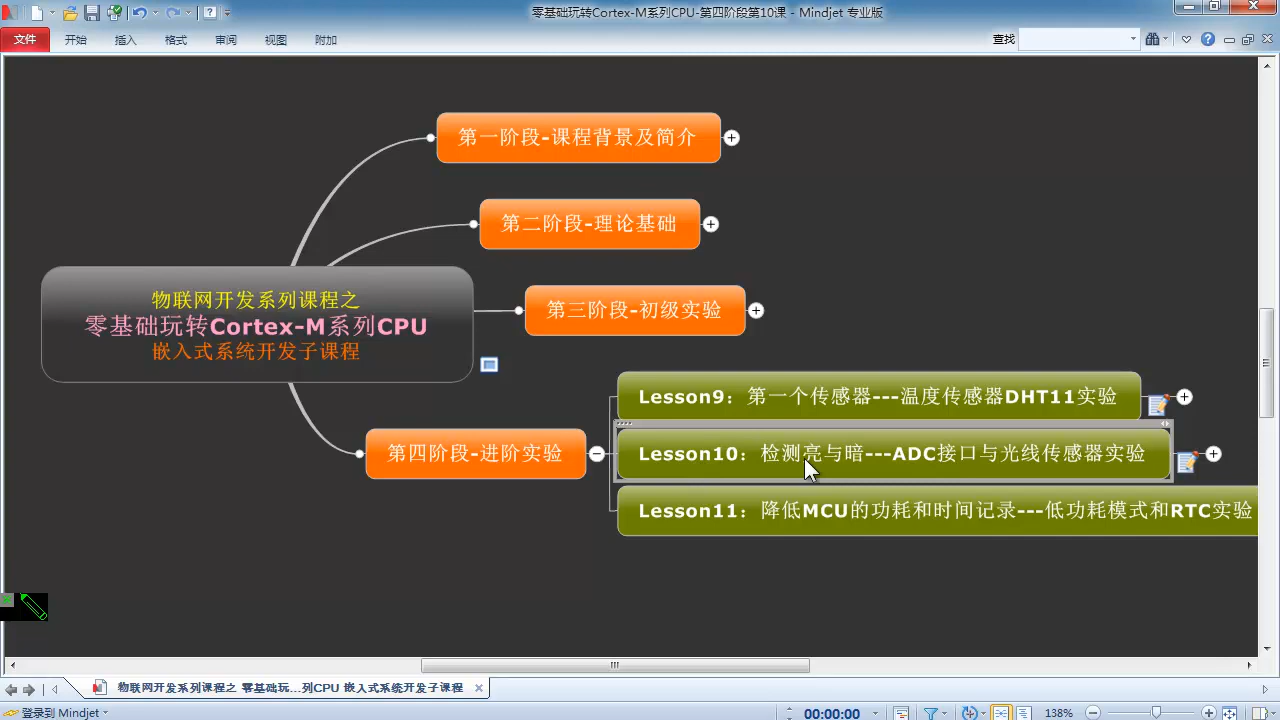 零基础玩转Cortex-M系列CPU-第四阶段第10课 - Mindjet 专业版
文件 开始 插入 格式 审阅 视图 附加 查找
第一阶段-课程背景及简介
第二阶段-理论基础
物联网开发系列课程之
零基础玩转Cortex-M系列CPU
嵌入式系统开发子课程
第三阶段-初级实验
第四阶段-进阶实验
Lesson9：第一个传感器---温度传感器DHT11实验
Lesson10：检测亮与暗---ADC接口与光线传感器实验
Lesson11：降低MCU的功耗和时间记录---低功耗模式和RTC实验
物联网开发系列课程之 零基础玩...列CPU 嵌入式系统开发子课程
登录到 Mindjet 00:00:00 138%